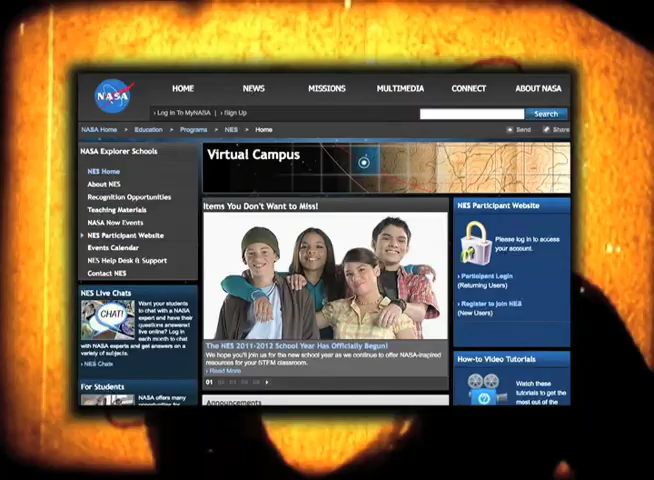 NASA
HOME NEWS MISSIONS MULTIMEDIA CONNECT ABOUT NASA
› Log In To MyNASA | › Sign Up
Search
NASA Home > Education > Programs > NES > Home
Send Share
NASA Explorer Schools
NES Home
About NES
Recognition Opportunities
Teaching Materials
NASA Now Events
NES Participant Website
Events Calendar
NES Help Desk & Support
Contact NES
NES Live Chats
CHAT!
Want your students to chat with a NASA expert and have their questions answered live online? Log in each month to chat
with NASA experts and get answers on a
variety of subjects.
› NES Chats
For Students
NASA offers many
opportunities for
Virtual Campus
Items You Don't Want to Miss!
The NES 2011-2012 School Year Has Officially Begun!
We hope you'll join us for the new school year as we continue to offer NASA-inspired
resources for your STEM classroom.
› Read More
01
Announcements
NES Participant Website
Please log in to access
your account.
› Participant Login
(Returning Users)
› Register to join NES
(New Users)
How-to Video Tutorials
Watch these
tutorials to get the
most out of the